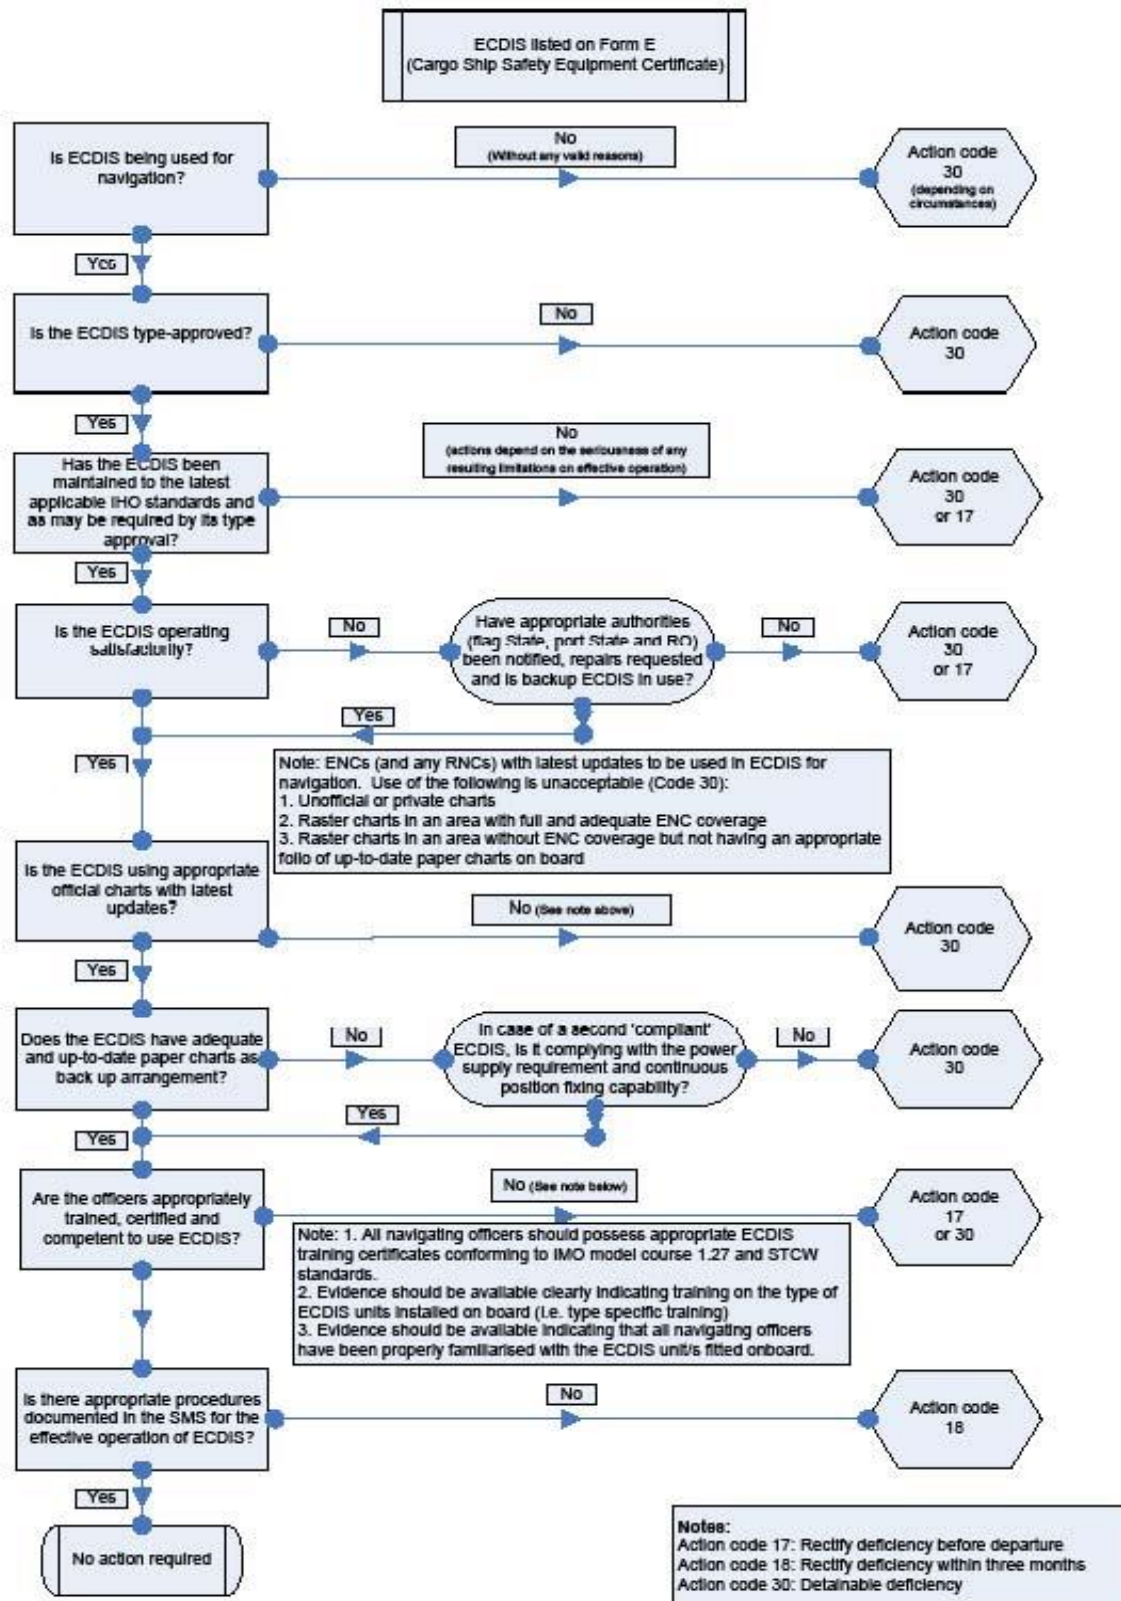 ECDIS listed on Form E
(Cargo Ship Safety Equipment Certificate)
Is ECDIS being used for
navigation?
No
(Without any valid reasons)
Action code
30
(depending on
circumstances)
Yes
Is the ECDIS type-approved?
No
Action code
30
Yes
Has the ECDIS been
maintained to the latest
applicable IHO standards and
as may be required by its type
approval?
No
(actions depend on the seriousness of any
resulting limitations on effective operation)
Action code
30
or 17
Yes
Is the ECDIS operating
satisfactorily?
No
Have appropriate authorities
(flag State, port State and RO)
been notified, repairs requested
and is backup ECDIS in use?
No
Action code
30
or 17
Yes
Yes
Note: ENCs (and any RNCs) with latest updates to be used in ECDIS for
navigation. Use of the following is unacceptable (Code 30):
1. Unofficial or private charts
2. Raster charts in an area with full and adequate ENC coverage
3. Raster charts in an area without ENC coverage but not having an appropriate
folio of up-to-date paper charts on board
Is the ECDIS using appropriate
official charts with latest
updates?
No (See note above)
Action code
30
Yes
Does the ECDIS have adequate
and up-to-date paper charts as
back up arrangement?
No
In case of a second 'compliant'
ECDIS, is it complying with the power
supply requirement and continuous
position fixing capability?
No
Action code
30
Yes
Yes
Are the officers appropriately
trained, certified and
competent to use ECDIS?
No (See note below)
Action code
17
or 30
Note: 1. All navigating officers should possess appropriate ECDIS
training certificates conforming to IMO model course 1.27 and STCW
standards.
2. Evidence should be available clearly indicating training on the type of
ECDIS units installed on board (i.e. type specific training)
3. Evidence should be available indicating that all navigating officers
have been properly familiarised with the ECDIS unit/s fitted onboard.
Is there appropriate procedures
documented in the SMS for the
effective operation of ECDIS?
No
Action code
18
Yes
No action required
Notes:
Action code 17: Rectify deficiency before departure
Action code 18: Rectify deficiency within three months
Action code 30: Detainable deficiency